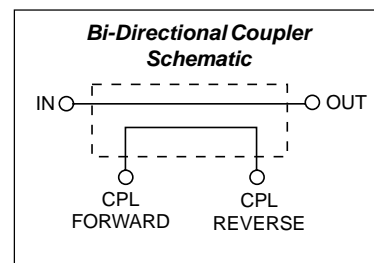 Bi-Directional Coupler
Schematic
IN
OUT
CPL
FORWARD
CPL
REVERSE